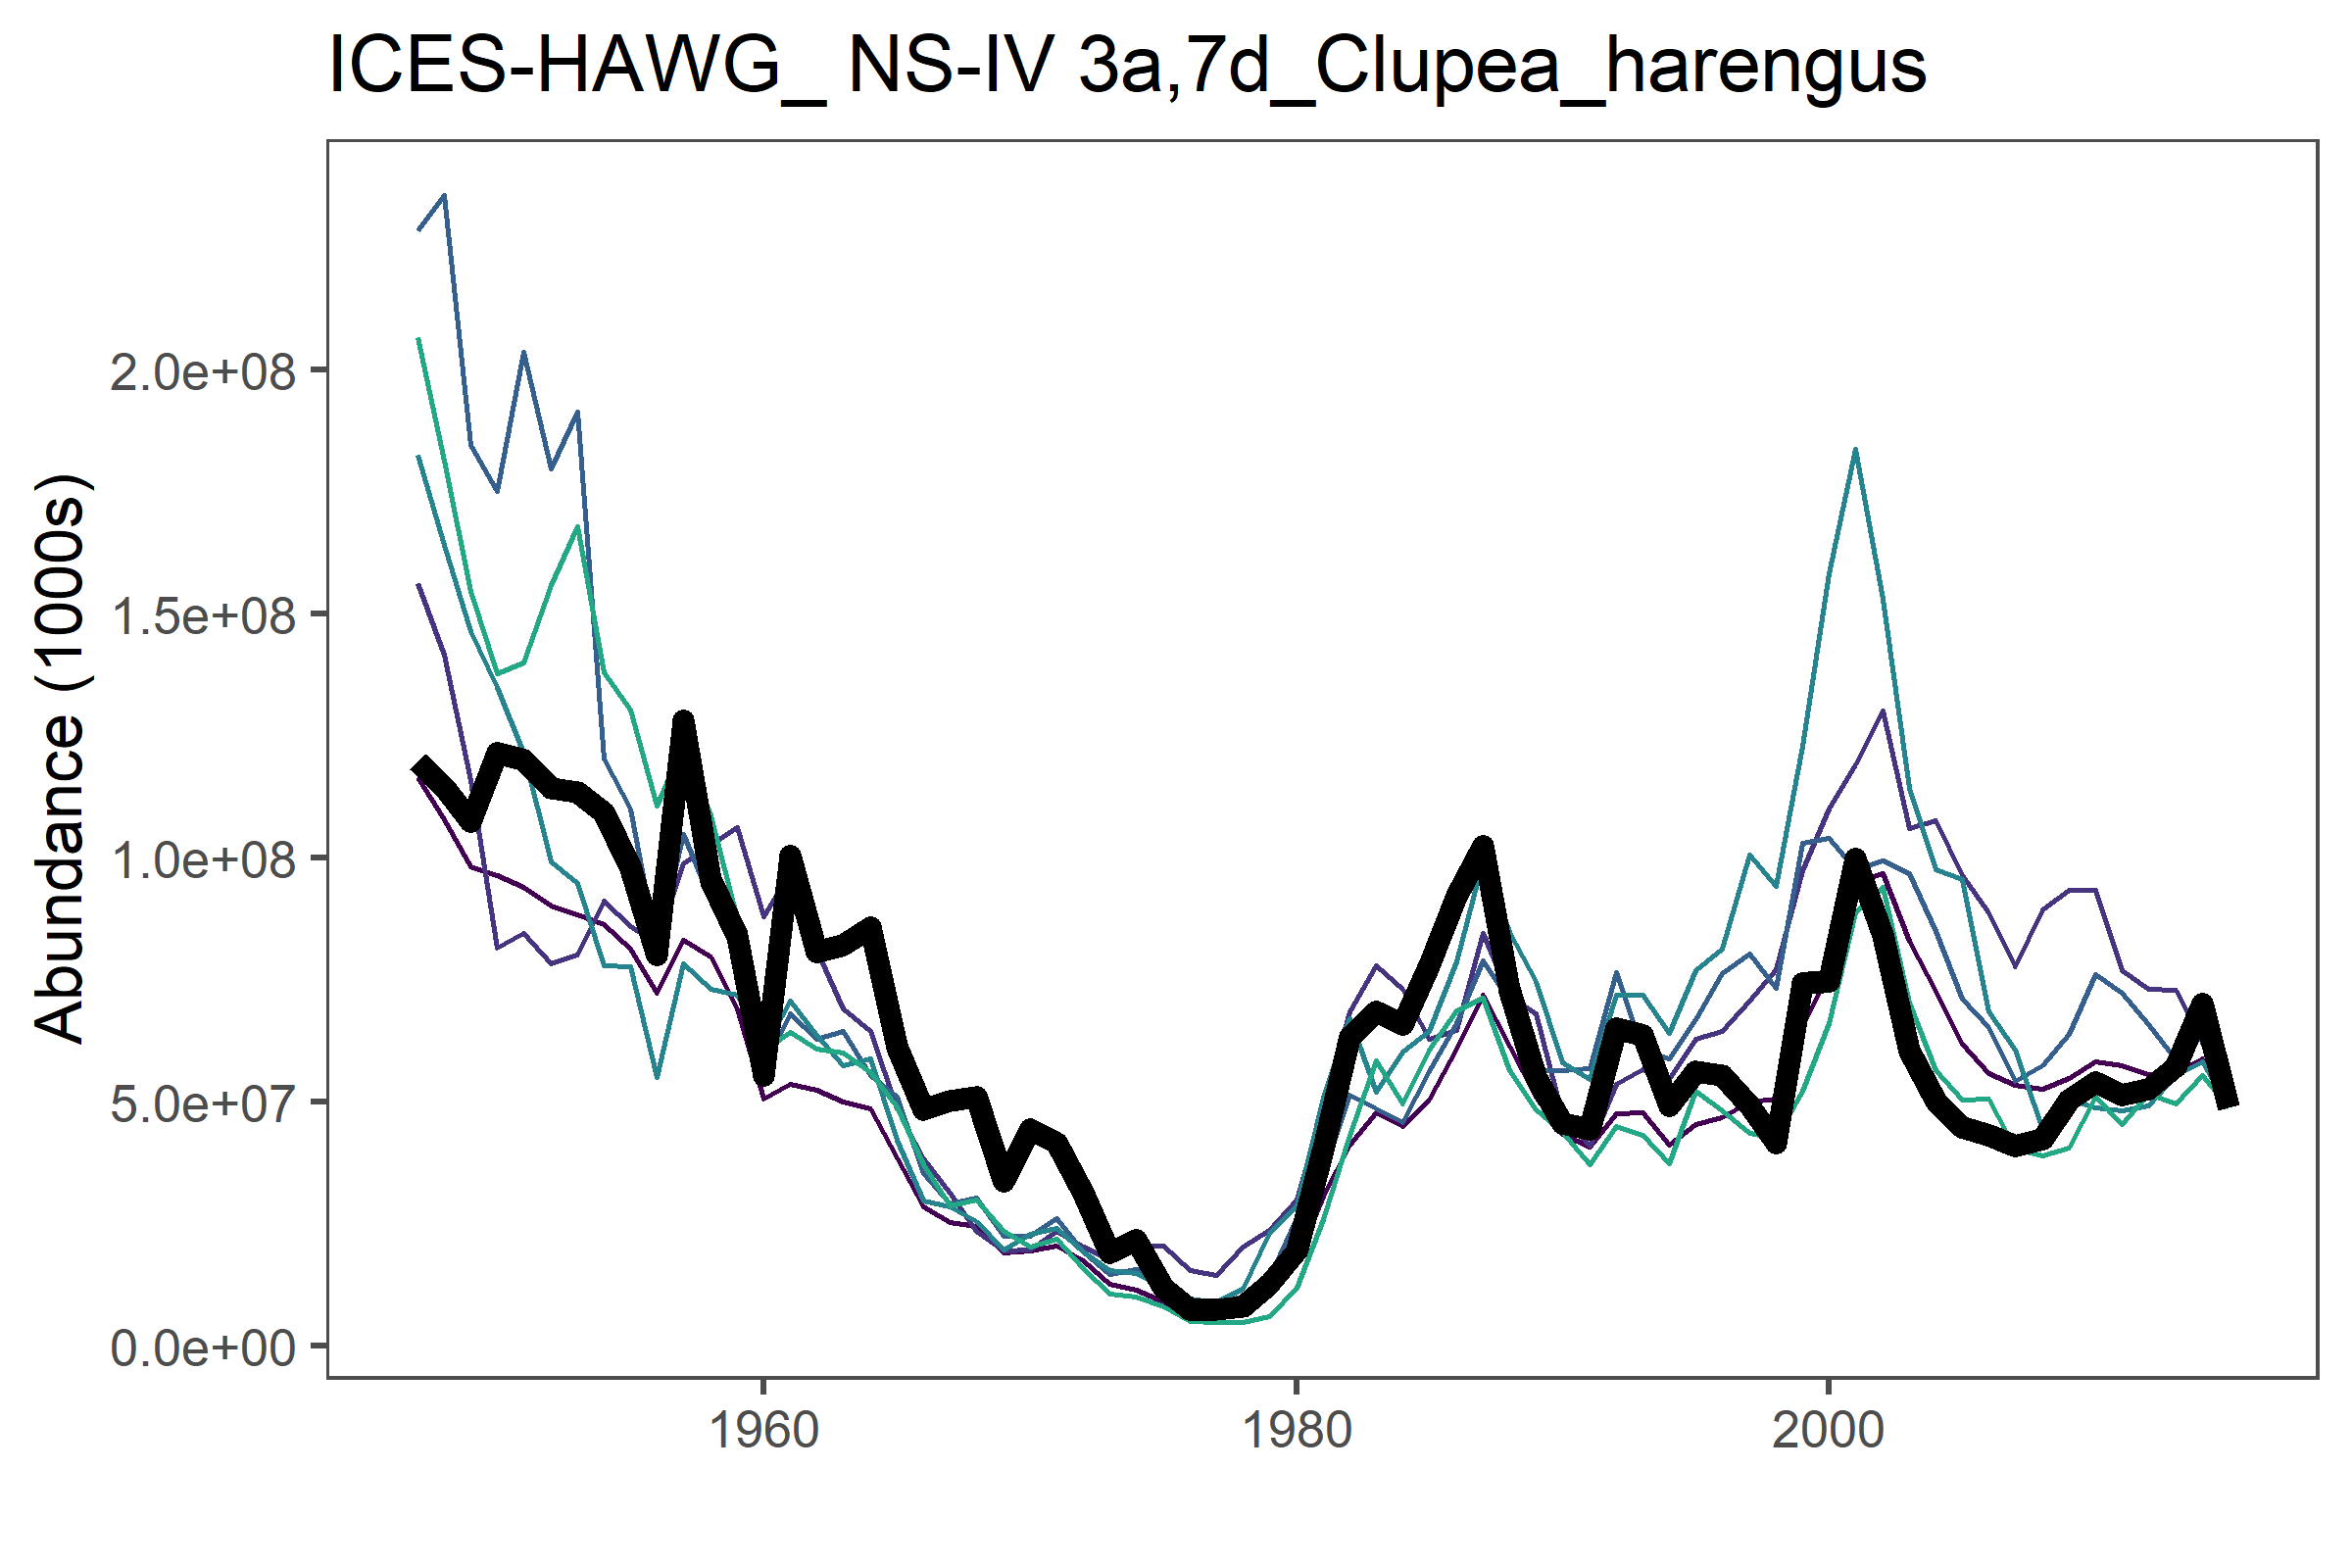 ICES-HAWG_ NS-IV 3a,7d_Clupea_harengus
Abundance (1000s)
2.0e+08
1.5e+08
1.0e+08
5.0e+07
0.0e+00
1960 1980 2000